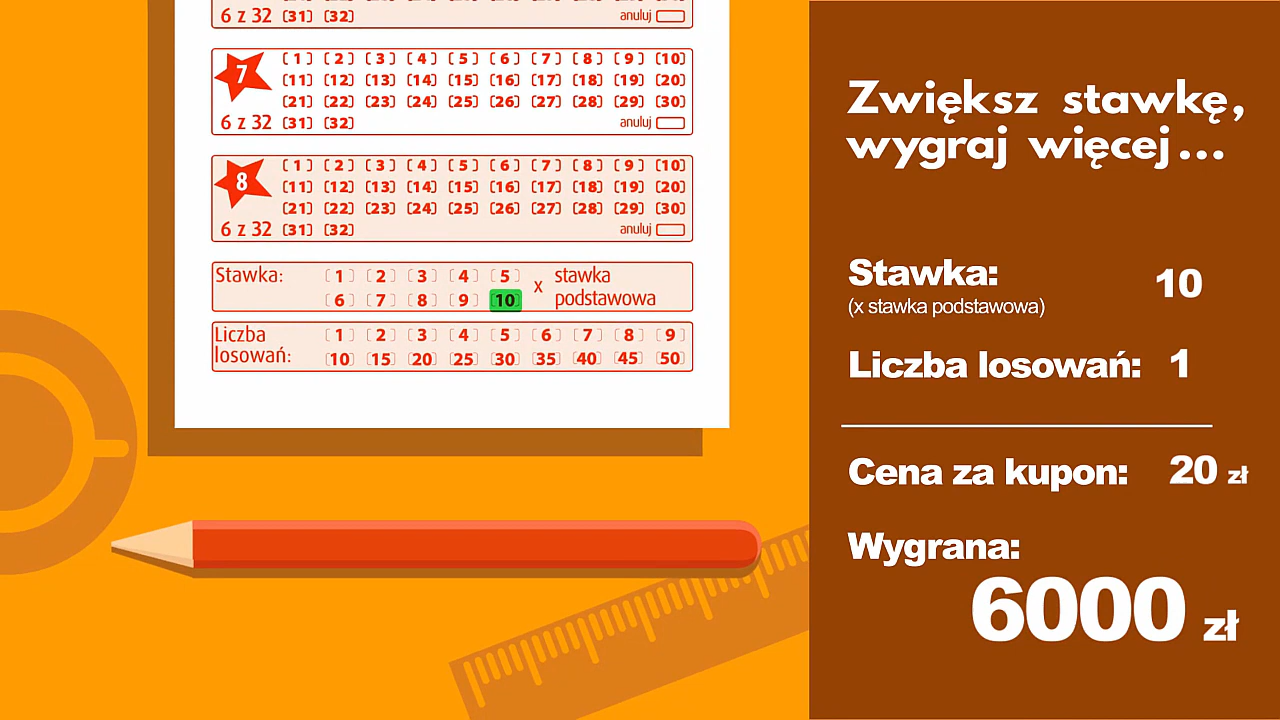 6 z 32 [31] [32] anuluj
7 [1] [2] [3] [4] [5] [6] [7] [8] [9] [10]
[11] [12] [13] [14] [15] [16] [17] [18] [19] [20]
[21] [22] [23] [24] [25] [26] [27] [28] [29] [30]
6 z 32 [31] [32] anuluj
8 [1] [2] [3] [4] [5] [6] [7] [8] [9] [10]
[11] [12] [13] [14] [15] [16] [17] [18] [19] [20]
[21] [22] [23] [24] [25] [26] [27] [28] [29] [30]
6 z 32 [31] [32] anuluj
Stawka: [1] [2] [3] [4] [5] x stawka
[6] [7] [8] [9] [10] podstawowa
Liczba [1] [2] [3] [4] [5] [6] [7] [8] [9]
losowań: [10] [15] [20] [25] [30] [35] [40] [45] [50]
Zwiększ stawkę,
wygraj więcej...
Stawka: 10
(x stawka podstawowa)
Liczba losowań: 1
Cena za kupon: 20 zł
Wygrana:
6000 zł